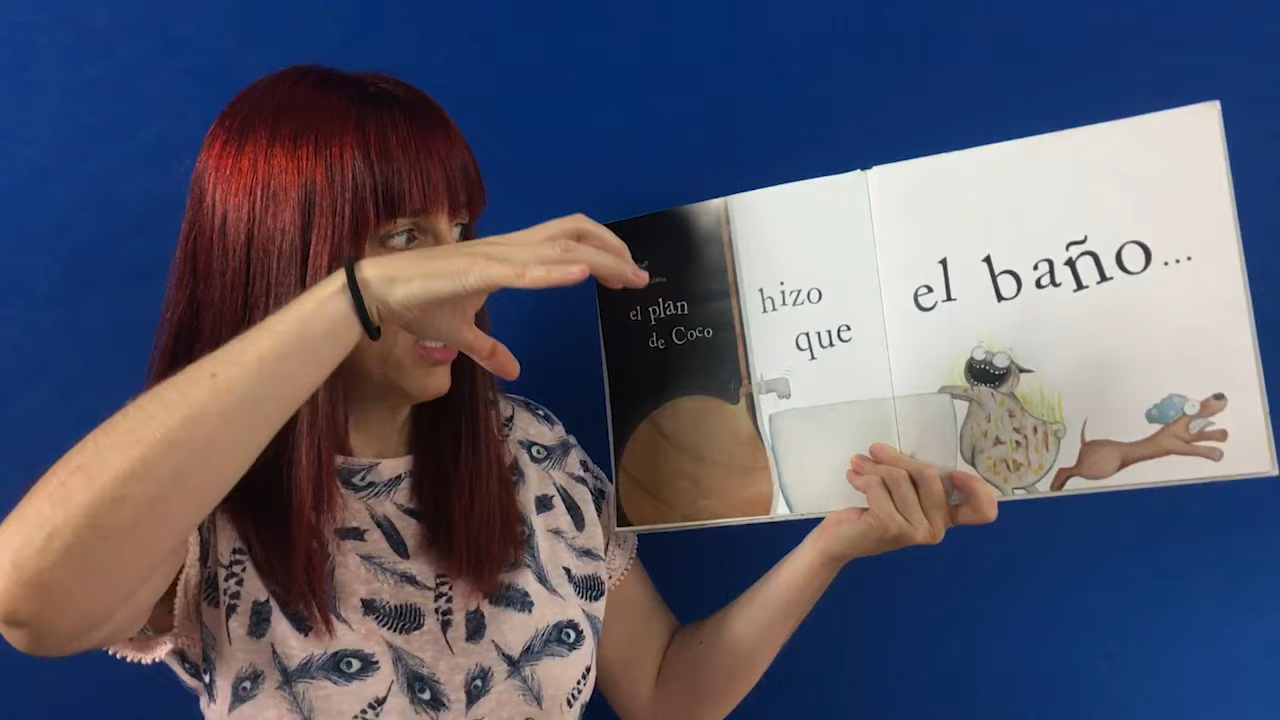 el plan
de Coco
hizo
que
el baño...